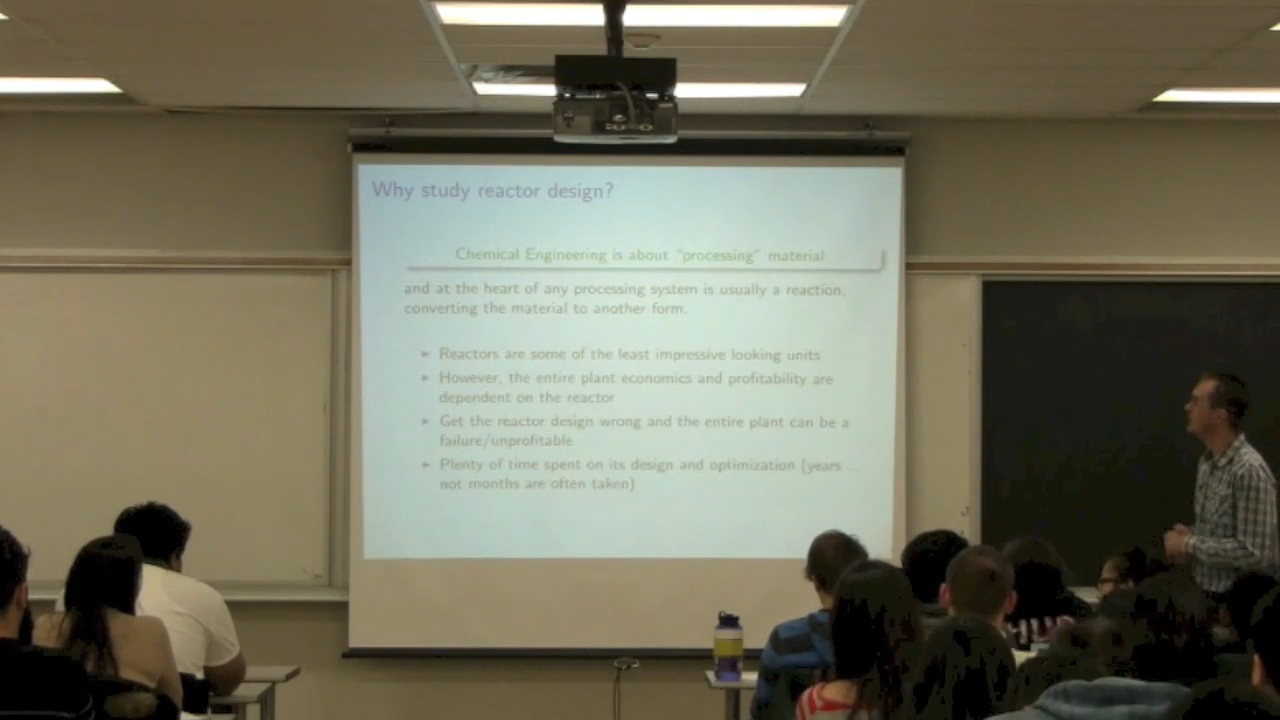 Why study reactor design?
Chemical Engineering is about "processing" material
and at the heart of any processing system is usually a reaction:
converting the material to another form.
► Reactors are some of the least impressive looking units
► However, the entire plant economics and profitability are
dependent on the reactor
► Get the reactor design wrong and the entire plant can be a
failure/unprofitable
► Plenty of time spent on its design and optimization (years ...
not months are often taken)